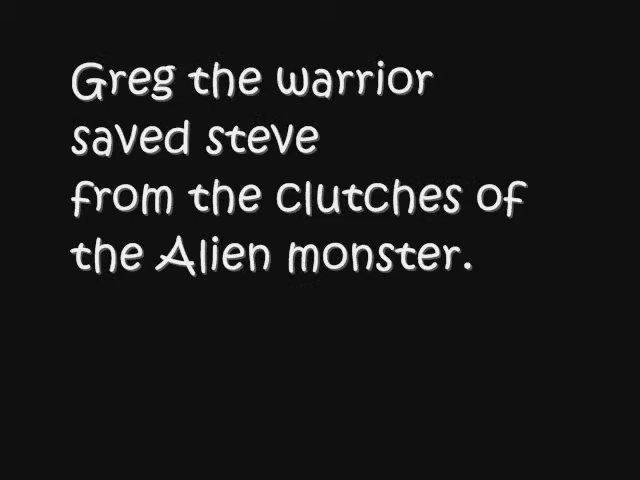 Greg the warrior
saved steve
from the clutches of
the Alien monster.